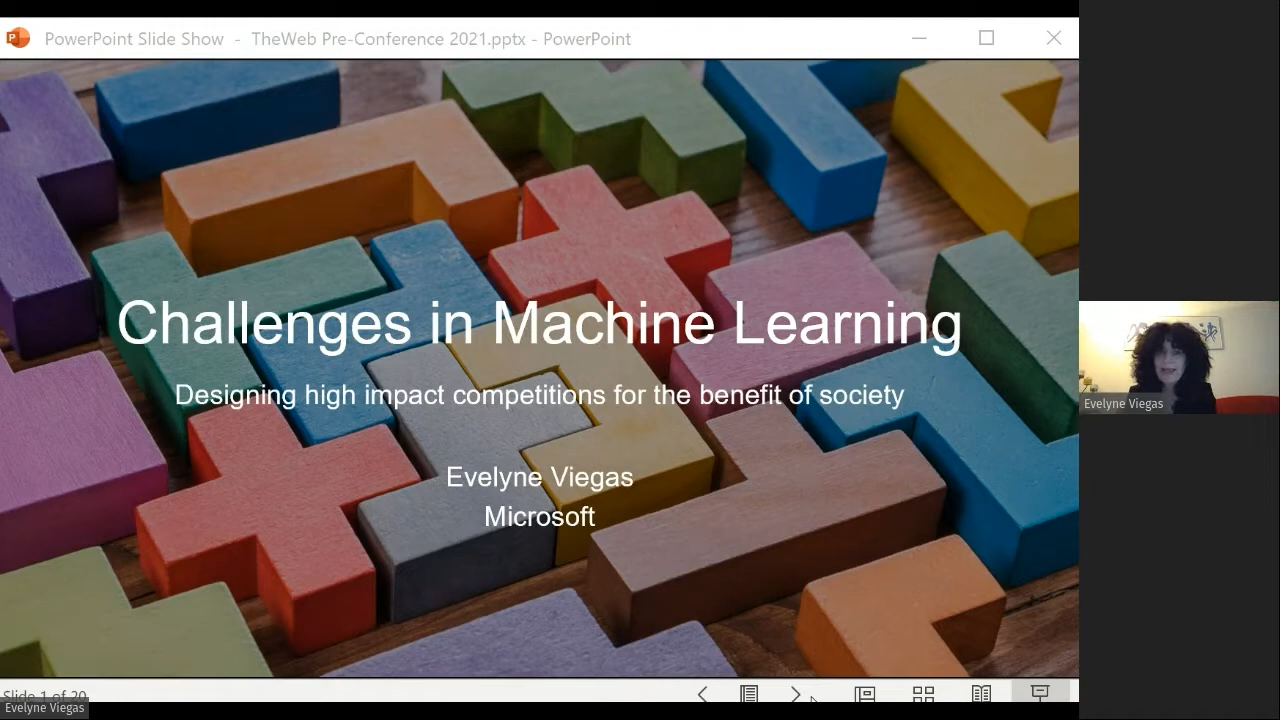 PowerPoint Slide Show - TheWeb Pre-Conference 2021.pptx - PowerPoint
Challenges in Machine Learning
Designing high impact competitions for the benefit of society
Evelyne Viegas
Microsoft
Evelyne Viegas
Slide 1 of 20
Evelyne Viegas